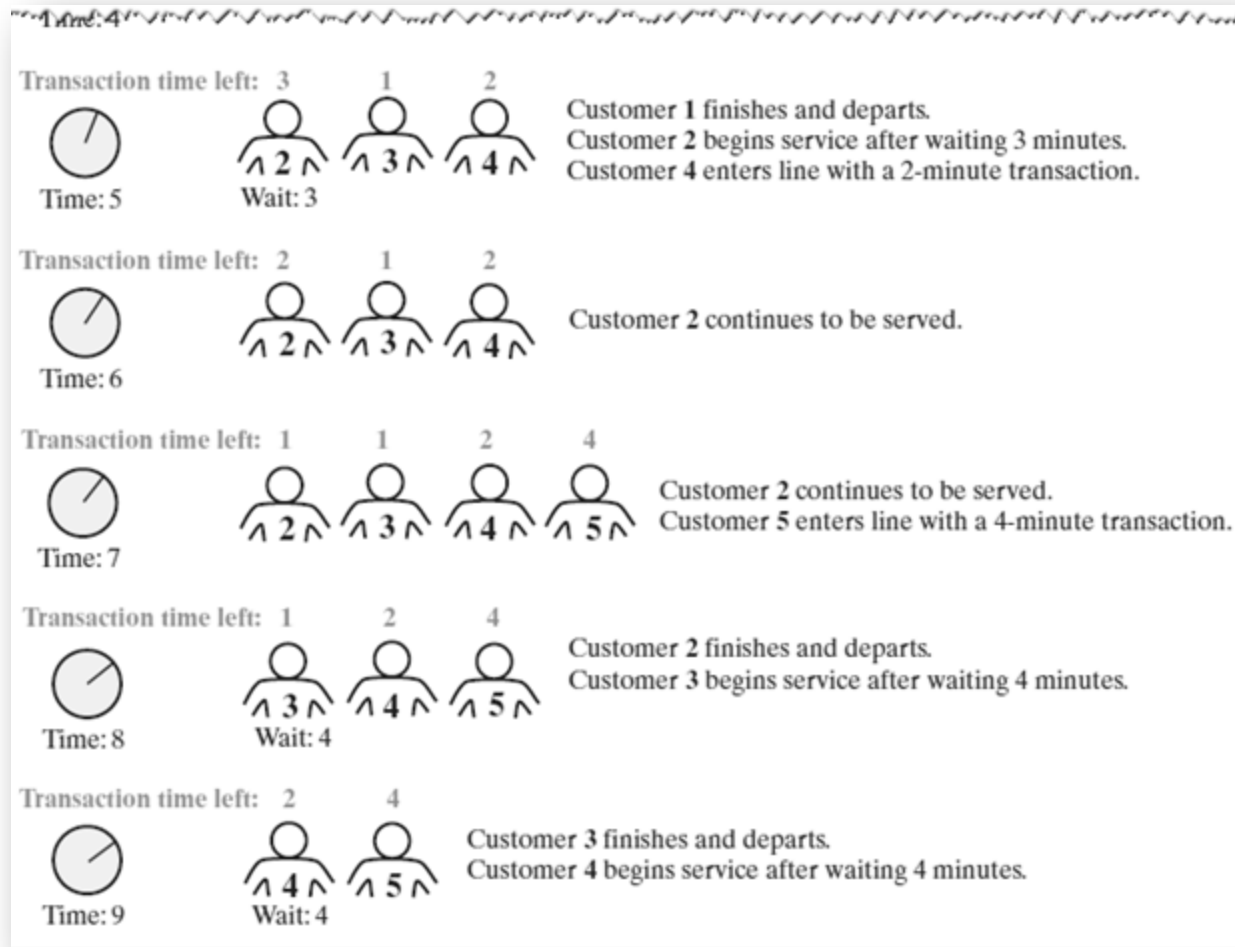 Time: 4
Transaction time left: 3 1 2
Customer 1 finishes and departs.
Customer 2 begins service after waiting 3 minutes.
Customer 4 enters line with a 2-minute transaction.
2 3 4
Time: 5 Wait: 3
Transaction time left: 2 1 2
Customer 2 continues to be served.
2 3 4
Time: 6
Transaction time left: 1 1 2 4
Customer 2 continues to be served.
Customer 5 enters line with a 4-minute transaction.
2 3 4 5
Time: 7
Transaction time left: 1 2 4
Customer 2 finishes and departs.
Customer 3 begins service after waiting 4 minutes.
3 4 5
Time: 8 Wait: 4
Transaction time left: 2 4
Customer 3 finishes and departs.
Customer 4 begins service after waiting 4 minutes.
4 5
Time: 9 Wait: 4